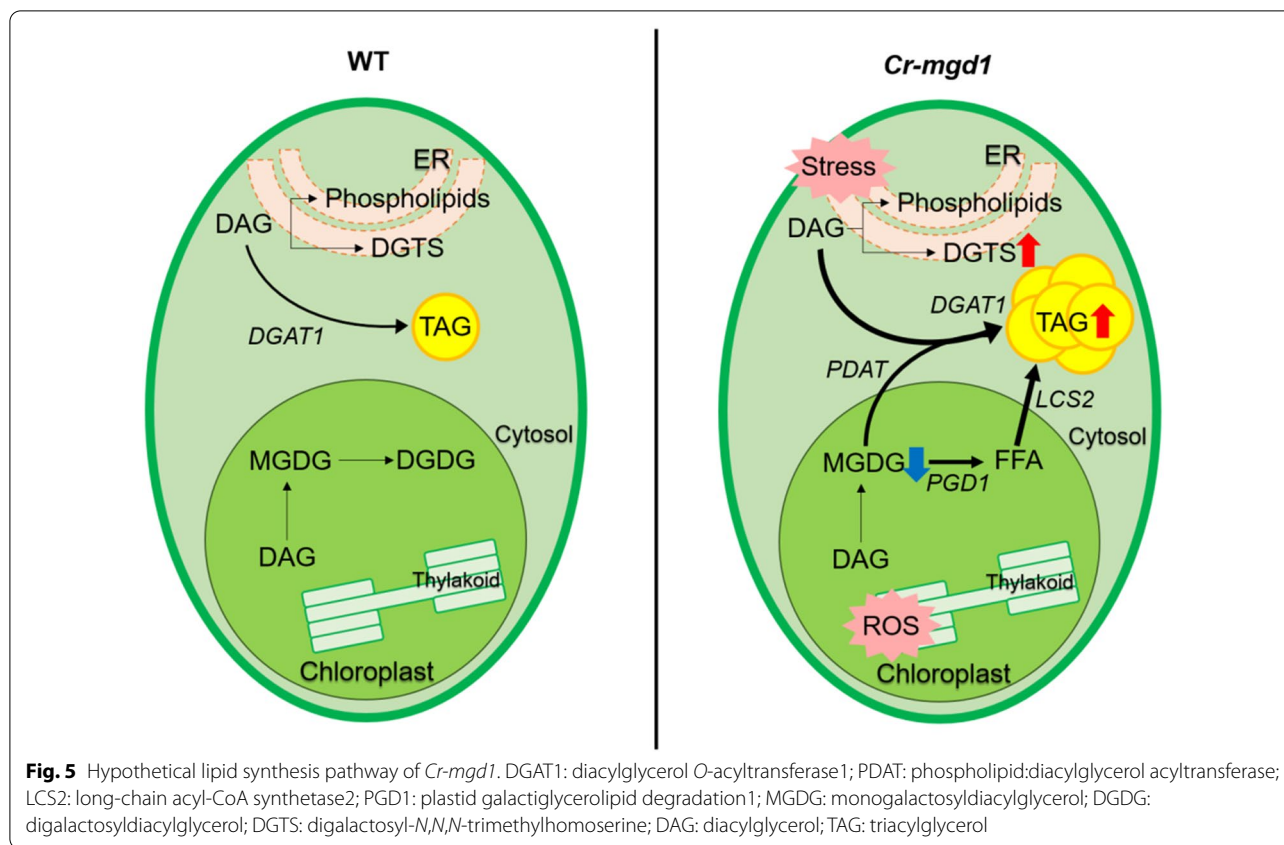 WT
ER
Phospholipids
DAG
DGTS
DGAT1
TAG
Cytosol
MGDG
DGDG
DAG
Thylakoid
Chloroplast
Cr-mgd1
Stress
ER
Phospholipids
DAG
DGTS
DGAT1
TAG
PDAT
LCS2
Cytosol
MGDG
PGD1
FFA
DAG
Thylakoid
ROS
Chloroplast
Fig. 5 Hypothetical lipid synthesis pathway of Cr-mgd1. DGAT1: diacylglycerol O-acyltransferase1; PDAT: phospholipid:diacylglycerol acyltransferase;
LCS2: long-chain acyl-CoA synthetase2; PGD1: plastid galactiglycerolipid degradation1; MGDG: monogalactosyldiacylglycerol; DGDG:
digalactosyldiacylglycerol; DGTS: digalactosyl-N,N,N-trimethylhomoserine; DAG: diacylglycerol; TAG: triacylglycerol